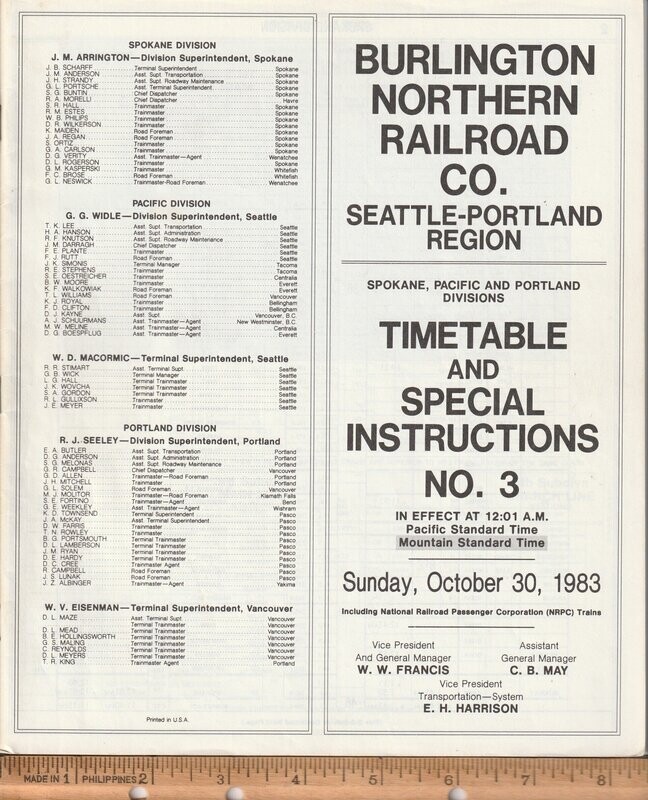 SPOKANE DIVISION
J. M. ARRINGTON—Division Superintendent, Spokane
J. B. SCHARFF Terminal Superintendent Spokane
J. M. ANDERSON Asst. Supt. Transportation Spokane
J. H. STRANDY Asst. Supt. Roadway Maintenance Spokane
G. L. PORTSCHE Asst. Terminal Superintendent Spokane
S. G. BUNTIN Chief Dispatcher Spokane
R. A. MORELLI Chief Dispatcher Havre
S. R. HALL Trainmaster Spokane
R. M. ESTES Trainmaster Spokane
W. B. PHILIPS Trainmaster Spokane
D. R. WILKERSON Trainmaster Spokane
K. MAIDEN Road Foreman Spokane
J. A. REGAN Road Foreman Spokane
S. ORTIZ Trainmaster Spokane
G. A. CARLSON Trainmaster Spokane
D. G. VERITY Asst. Trainmaster—Agent Wenatchee
D. L. ROGERSON Trainmaster Spokane
G. M. KASPERSKI Trainmaster Whitefish
F. C. BROSE Road Foreman Whitefish
G. L. NESWICK Trainmaster-Road Foreman Wenatchee
PACIFIC DIVISION
G. G. WIDLE—Division Superintendent, Seattle
T. K. LEE Asst. Supt. Transportation Seattle
H. A. HANSON Asst. Supt. Administration Seattle
R. F. KNUTSON Asst. Supt. Roadway Maintenance Seattle
J. M. DARRAGH Chief Dispatcher Seattle
F. E. PLANTE Trainmaster Seattle
F. J. RUTT Road Foreman Seattle
J. K. SIMONIS Terminal Manager Tacoma
R. E. STEPHENS Trainmaster Tacoma
S. E. OESTREICHER Trainmaster Centralia
B. W. MOORE Trainmaster Everett
K. F. WALKOWIAK Road Foreman Everett
T. L. WILLIAMS Road Foreman Vancouver
K. J. ROYAL Trainmaster Bellingham
F. D. CLIFTON Trainmaster Bellingham
D. J. KAYNE Asst. Supt Vancouver, B.C.
A. J. SCHUURMANS Asst. Trainmaster—Agent New Westminster, B.C.
M. W. MELINE Asst. Trainmaster—Agent Centralia
D. G. BOESPFLUG Asst. Trainmaster—Agent Everett
W. D. MACORMIC—Terminal Superintendent, Seattle
R. R. STIMART Asst. Terminal Supt Seattle
G. B. WICK Terminal Manager Seattle
L. G. HALL Terminal Trainmaster Seattle
J. K. WOVCHA Terminal Trainmaster Seattle
S. A. GORDON Terminal Trainmaster Seattle
R. L. GULLIXSON Terminal Trainmaster Seattle
J. E. MEYER Terminal Trainmaster Seattle
PORTLAND DIVISION
R. J. SEELEY—Division Superintendent, Portland
E. A. BUTLER Asst. Supt. Transportation Portland
D. G. ANDERSON Asst. Supt. Administration Portland
S. G. MELONAS Asst. Supt. Roadway Maintenance Portland
G. R. CAMPBELL Chief Dispatcher Vancouver
G. D. ALLEN Trainmaster—Road Foreman Portland
J. H. MITCHELL Trainmaster Portland
G. L. SOLEM Road Foreman Vancouver
M. J. MOLITOR Trainmaster—Road Foreman Klamath Falls
S. E. FORTINO Trainmaster—Agent Bend
G. E. WEEKLEY Asst. Trainmaster—Agent Wishram
K. D. TOWNSEND Terminal Superintendent Pasco
J. A. McKAY Asst. Terminal Superintendent Pasco
D. W. FARRIS Trainmaster Pasco
T. N. ROWLEY Trainmaster Pasco
B. G. PORTSMOUTH Terminal Trainmaster Pasco
D. L. LAMBERSON Terminal Trainmaster Pasco
J. M. RYAN Terminal Trainmaster Pasco
D. E. HARDY Terminal Trainmaster Pasco
D. C. CREE Trainmaster Agent Pasco
R. CAMPBELL Road Foreman Pasco
J. S. LUNAK Road Foreman Pasco
J. Z. ALBINGER Trainmaster—Agent Yakima
W. V. EISENMAN—Terminal Superintendent, Vancouver
D. L. MAZE Asst. Terminal Supt Vancouver
Terminal Trainmaster Vancouver
D. L. MEAD Terminal Trainmaster Vancouver
B. E. HOLLINGSWORTH Terminal Trainmaster Vancouver
G. S. MALING Terminal Trainmaster Vancouver
C. REYNOLDS Terminal Trainmaster Vancouver
D. L. MEYERS Terminal Trainmaster Vancouver
T. R. KING Trainmaster Agent Portland
Printed in U.S.A.
BURLINGTON
NORTHERN
RAILROAD
CO.
SEATTLE-PORTLAND
REGION
SPOKANE, PACIFIC AND PORTLAND
DIVISIONS
TIMETABLE
AND
SPECIAL
INSTRUCTIONS
NO. 3
IN EFFECT AT 12:01 A.M.
Pacific Standard Time
Mountain Standard Time
Sunday, October 30, 1983
Including National Railroad Passenger Corporation (NRPC) Trains
Vice President
And General Manager
W. W. FRANCIS
Assistant
General Manager
C. B. MAY
Vice President
Transportation—System
E. H. HARRISON
MADE IN 1 PHILIPPINES 2 3 4 5 6 7 8